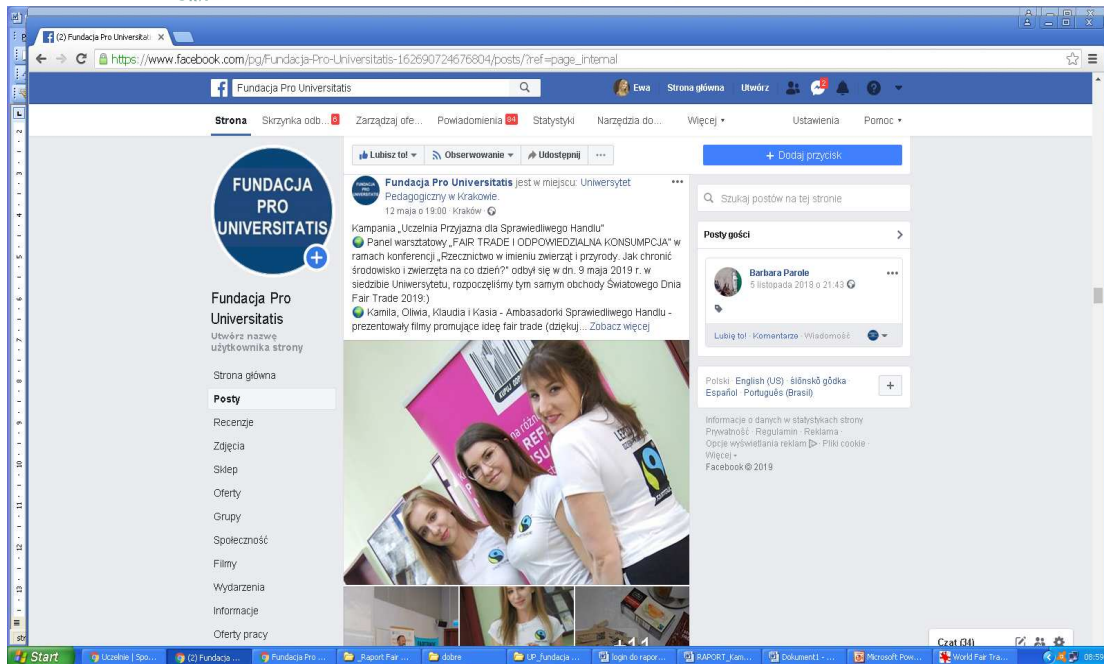 (2) Fundacja Pro Universitati
https://www.facebook.com/pg/Fundacja-Pro-Universitatis-162690724676804/posts/?ref=page_internal
Fundacja Pro Universitatis
Ewa
Strona główna
Utwórz
2
Strona
Skrzynka odb... 6
Zarządzaj ofe...
Powiadomienia 34
Statystyki
Narzędzia do...
Więcej
Ustawienia
Pomoc
FUNDACJA
PRO
UNIVERSITATIS
Fundacja Pro
Universitatis
Utwórz nazwę
użytkownika strony
Strona główna
Posty
Recenzje
Zdjęcia
Sklep
Oferty
Grupy
Społeczność
Filmy
Wydarzenia
Informacje
Oferty pracy
Lubisz to!
Obserwowanie
Udostępnij
...
Fundacja Pro Universitatis jest w miejscu: Uniwersytet
Pedagogiczny w Krakowie.
12 maja o 19:00 · Kraków ·
Kampania „Uczelnia Przyjazna dla Sprawiedliwego Handlu"
Panel warsztatowy „FAIR TRADE I ODPOWIEDZIALNA KONSUMPCJA" w
ramach konferencji „Rzecznictwo w imieniu zwierząt i przyrody. Jak chronić
środowisko i zwierzęta na co dzień?" odbył się w dn. 9 maja 2019 r. w
siedzibie Uniwersytetu, rozpoczęliśmy tym samym obchody Światowego Dnia
Fair Trade 2019:)
Kamila, Oliwia, Klaudia i Kasia - Ambasadorki Sprawiedliwego Handlu -
prezentowały filmy promujące ideę fair trade (dziękuj... Zobacz więcej
KUPUJ
+11
+ Dodaj przycisk
Szukaj postów na tej stronie
Posty gości
Barbara Parole
5 listopada 2018 o 21:43
Lubię to! · Komentarze · Wiadomość
Polski · English (US) · ślōnskŏ gŏdka ·
Español · Português (Brasil)
Informacje o danych w statystykach strony
Prywatność · Regulamin · Reklama ·
Opcje wyświetlania reklam · Pliki cookie ·
Więcej
Facebook © 2019
Czat (34)
str
Start
Uczelnie | Spo...
(2) Fundacja ...
Fundacja Pro ...
_Raport Fair ...
dobre
UP_fundacja ...
login do rapor...
RAPORT_Kam...
Dokument1 - ...
Microsoft Pow...
World Fair Tra...
08:59